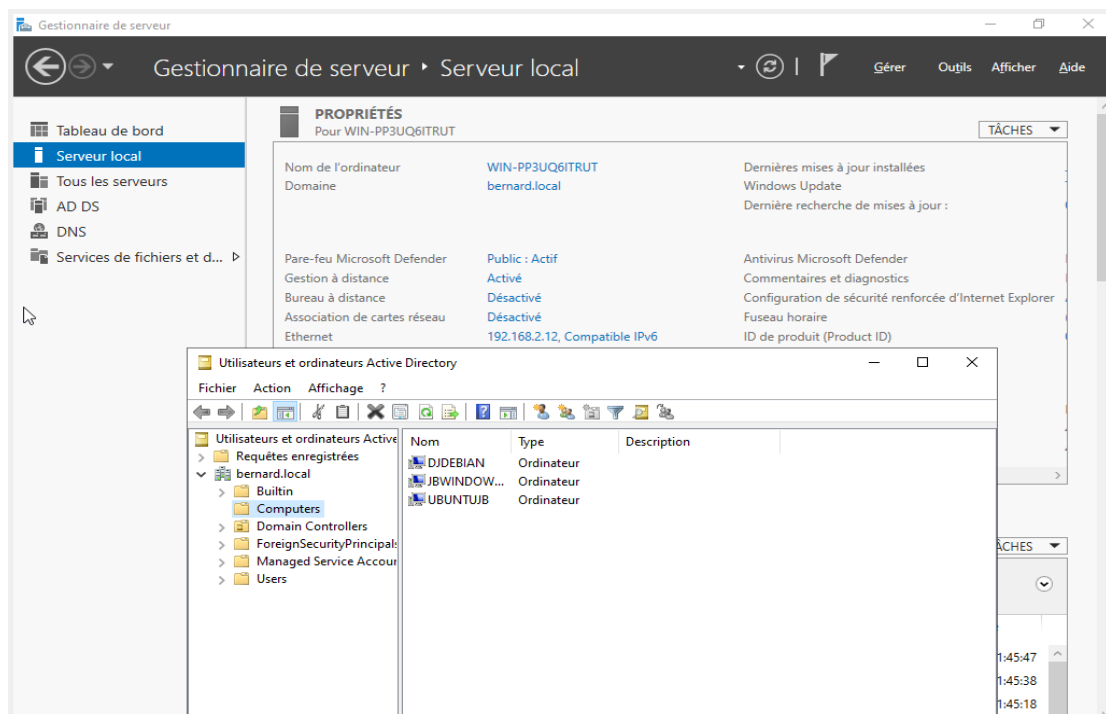 Gestionnaire de serveur
Gestionnaire de serveur • Serveur local
Gérer Outils Afficher Aide
Tableau de bord
Serveur local
Tous les serveurs
AD DS
DNS
Services de fichiers et d...
PROPRIÉTÉS
Pour WIN-PP3UQ6ITRUT
TÂCHES
Nom de l'ordinateur WIN-PP3UQ6ITRUT Dernières mises à jour installées
Domaine bernard.local Windows Update
Dernière recherche de mises à jour :
Pare-feu Microsoft Defender Public : Actif Antivirus Microsoft Defender
Gestion à distance Activé Commentaires et diagnostics
Bureau à distance Désactivé Configuration de sécurité renforcée d'Internet Explorer
Association de cartes réseau Désactivé Fuseau horaire
Ethernet 192.168.2.12, Compatible IPv6 ID de produit (Product ID)
Utilisateurs et ordinateurs Active Directory
Fichier Action Affichage ?
Utilisateurs et ordinateurs Active
Requêtes enregistrées
bernard.local
Builtin
Computers
Domain Controllers
ForeignSecurityPrincipals
Managed Service Accour
Users
Nom Type Description
DJDEBIAN Ordinateur
JBWINDOW... Ordinateur
UBUNTUJB Ordinateur
ÂCHES
1:45:47
1:45:38
1:45:18